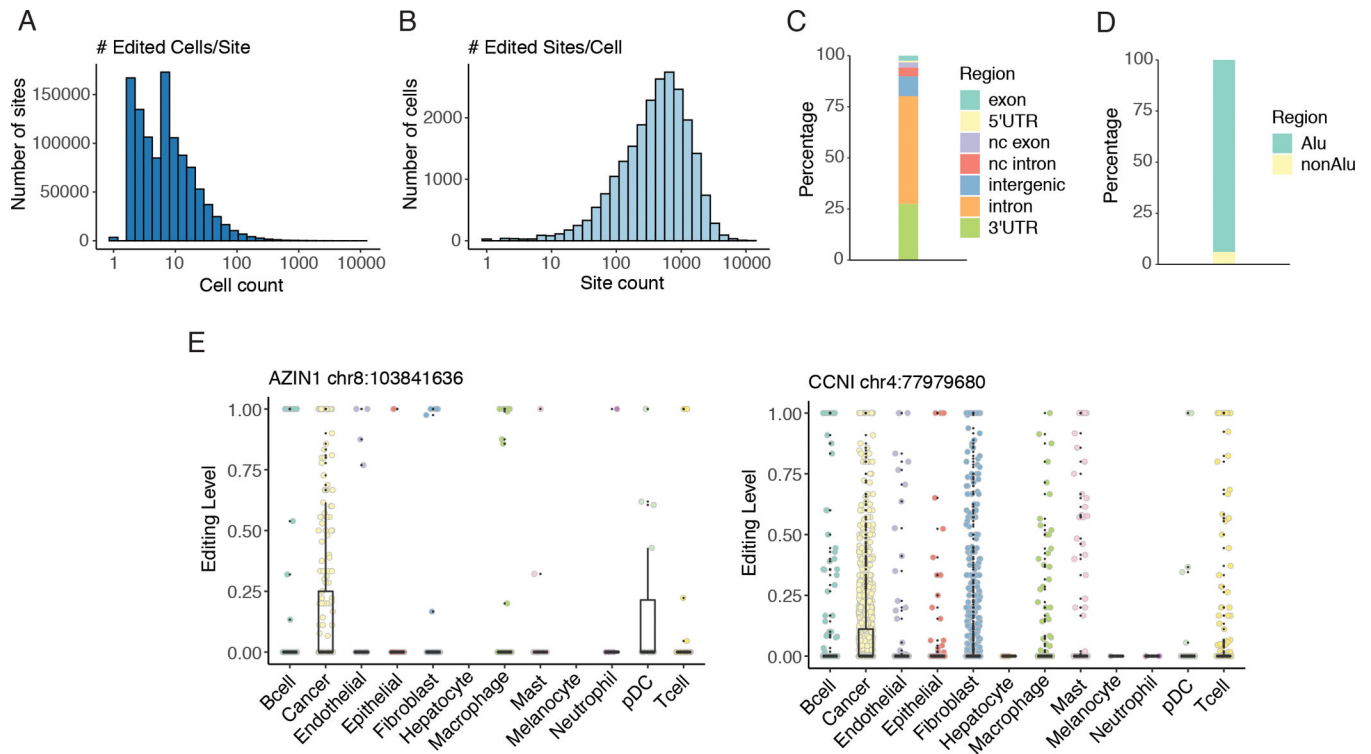 A
# Edited Cells/Site
Number of sites
150000
100000
50000
0
1
10
100
1000
10000
Cell count
B
# Edited Sites/Cell
Number of cells
2000
1000
0
1
10
100
1000
10000
Site count
C
Percentage
100
75
50
25
0
Region
exon
5'UTR
nc exon
nc intron
intergenic
intron
3'UTR
D
Percentage
100
75
50
25
0
Region
Alu
nonAlu
E
AZIN1 chr8:103841636
Editing Level
1.00
0.75
0.50
0.25
0.00
Bcell
Cancer
Endothelial
Epithelial
Fibroblast
Hepatocyte
Macrophage
Mast
Melanocyte
Neutrophil
pDC
Tcell
CCNI chr4:77979680
Editing Level
1.00
0.75
0.50
0.25
0.00
Bcell
Cancer
Endothelial
Epithelial
Fibroblast
Hepatocyte
Macrophage
Mast
Melanocyte
Neutrophil
pDC
Tcell